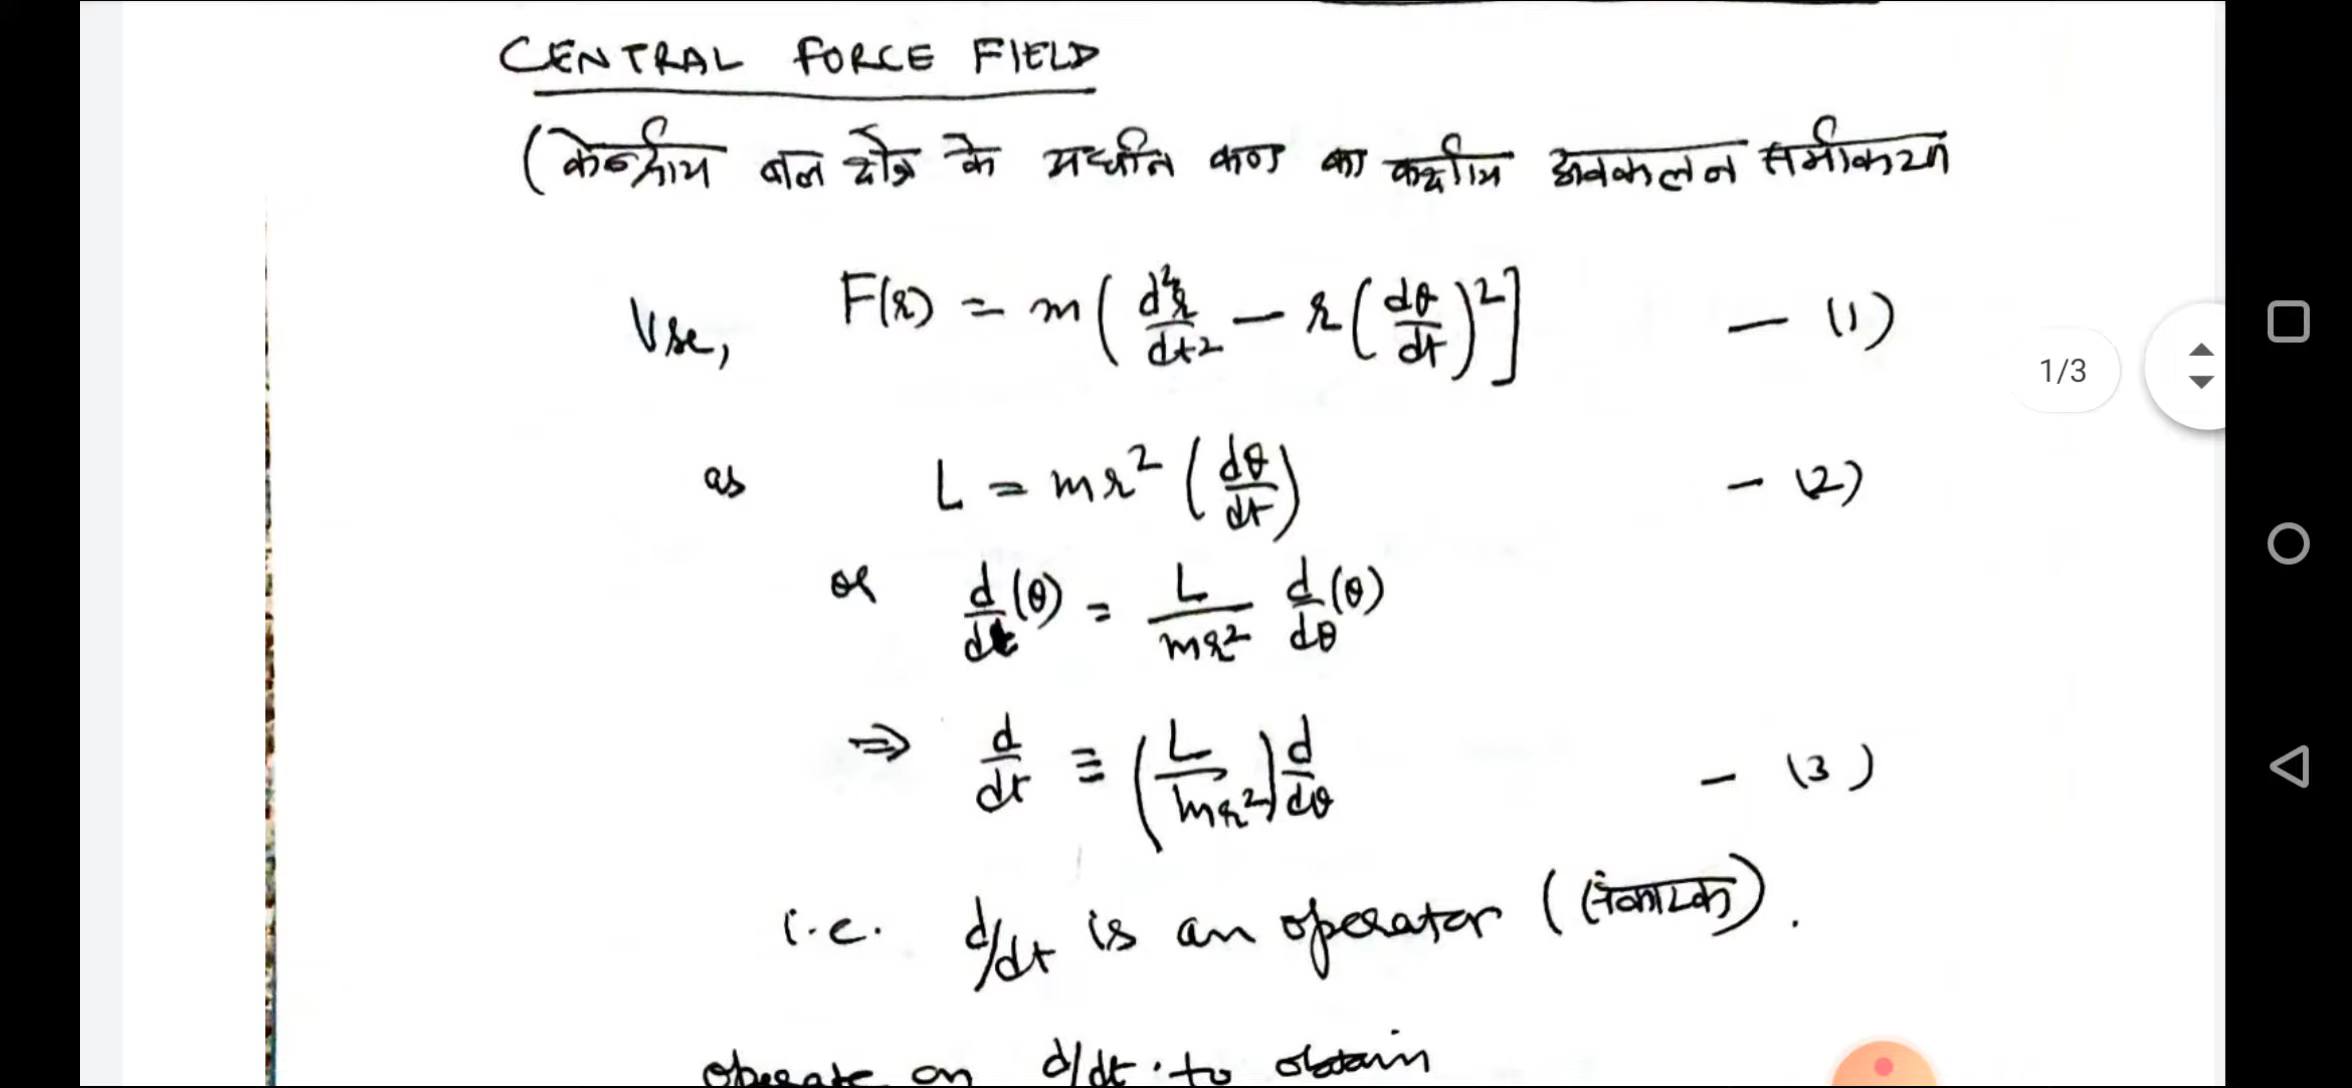 CENTRAL FORCE FIELD
(केन्द्रीय बल क्षेत्र के अधीन कण का कक्षीय अवकलन समीकरण
Use, F(r) = m ( d²r/dt² − r (dθ/dt)² ] — (1)
1/3
as L = mr² (dθ/dt) — (2)
or d/dt (θ) = L/mr² d/dθ (θ)
⇒ d/dt ≡ (L/mr²) d/dθ — (3)
i.e. d/dt is an operator ( ).
operate on d/dt to obtain